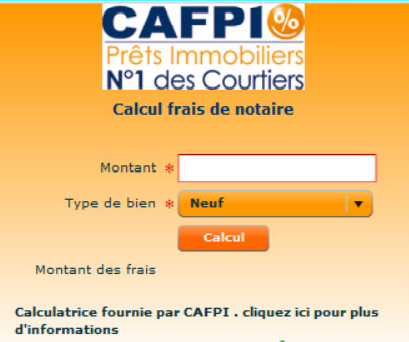 CAFPI%
Prêts Immobiliers
N°1 des Courtiers
Calcul frais de notaire
Montant *
Type de bien * Neuf
Calcul
Montant des frais
Calculatrice fournie par CAFPI . cliquez ici pour plus
d'informations